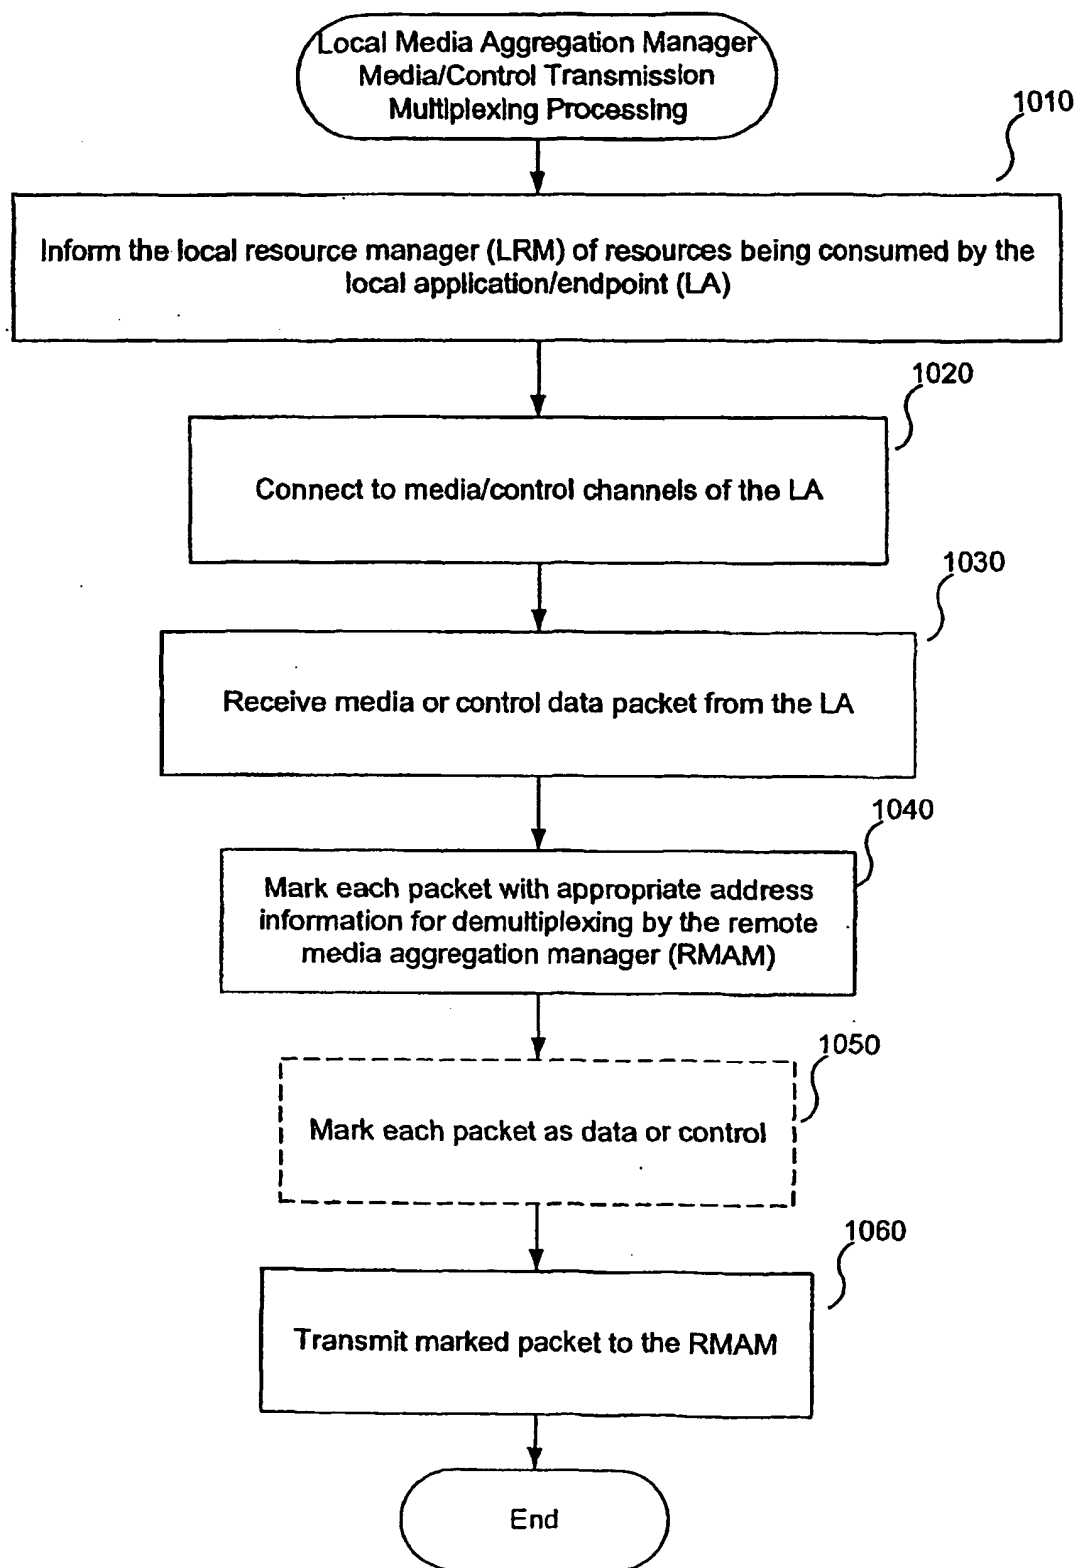 Local Media Aggregation Manager
Media/Control Transmission
Multiplexing Processing
1010
Inform the local resource manager (LRM) of resources being consumed by the
local application/endpoint (LA)
1020
Connect to media/control channels of the LA
1030
Receive media or control data packet from the LA
1040
Mark each packet with appropriate address
information for demultiplexing by the remote
media aggregation manager (RMAM)
1050
Mark each packet as data or control
1060
Transmit marked packet to the RMAM
End